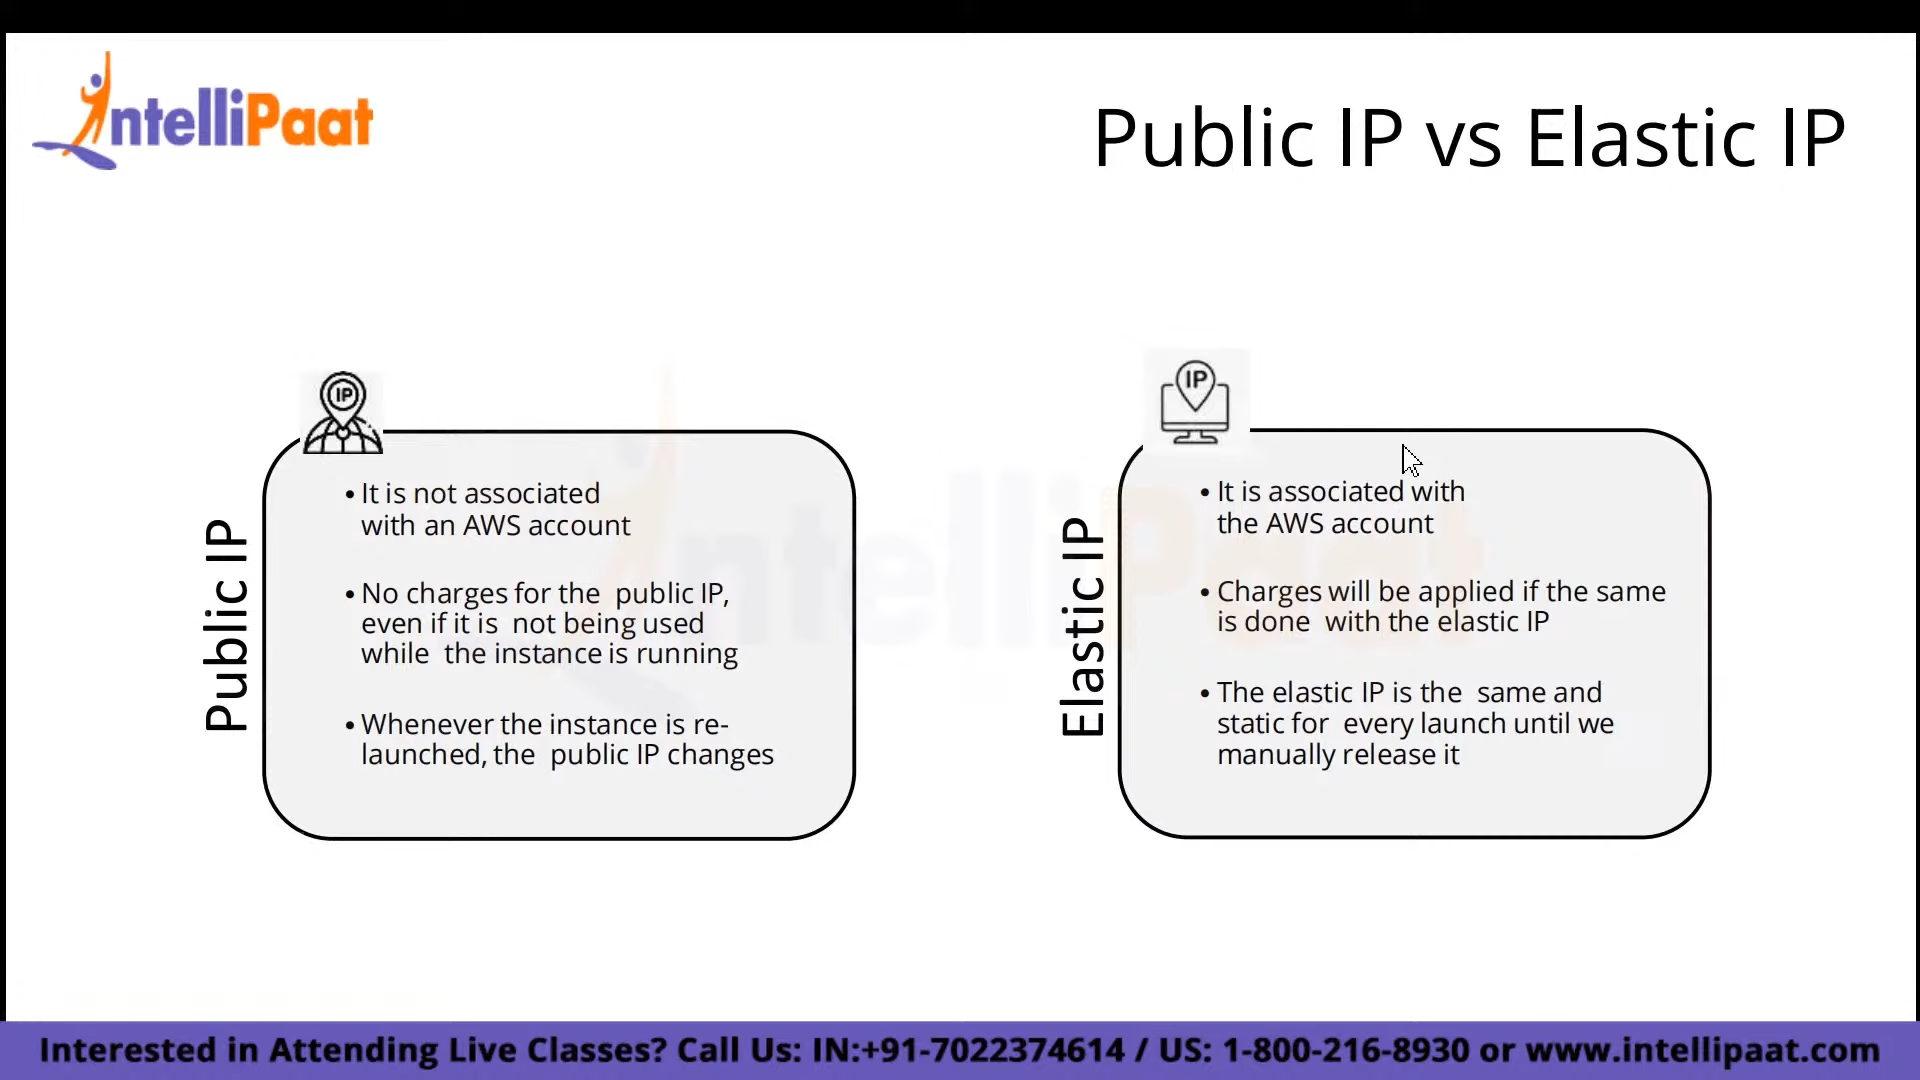 IntelliPaat
Public IP vs Elastic IP
IP
Public IP
• It is not associated
with an AWS account
• No charges for the public IP,
even if it is not being used
while the instance is running
• Whenever the instance is re-
launched, the public IP changes
IP
Elastic IP
• It is associated with
the AWS account
• Charges will be applied if the same
is done with the elastic IP
• The elastic IP is the same and
static for every launch until we
manually release it
IntelliPaat
Interested in Attending Live Classes? Call Us: IN:+91-7022374614 / US: 1-800-216-8930 or www.intellipaat.com